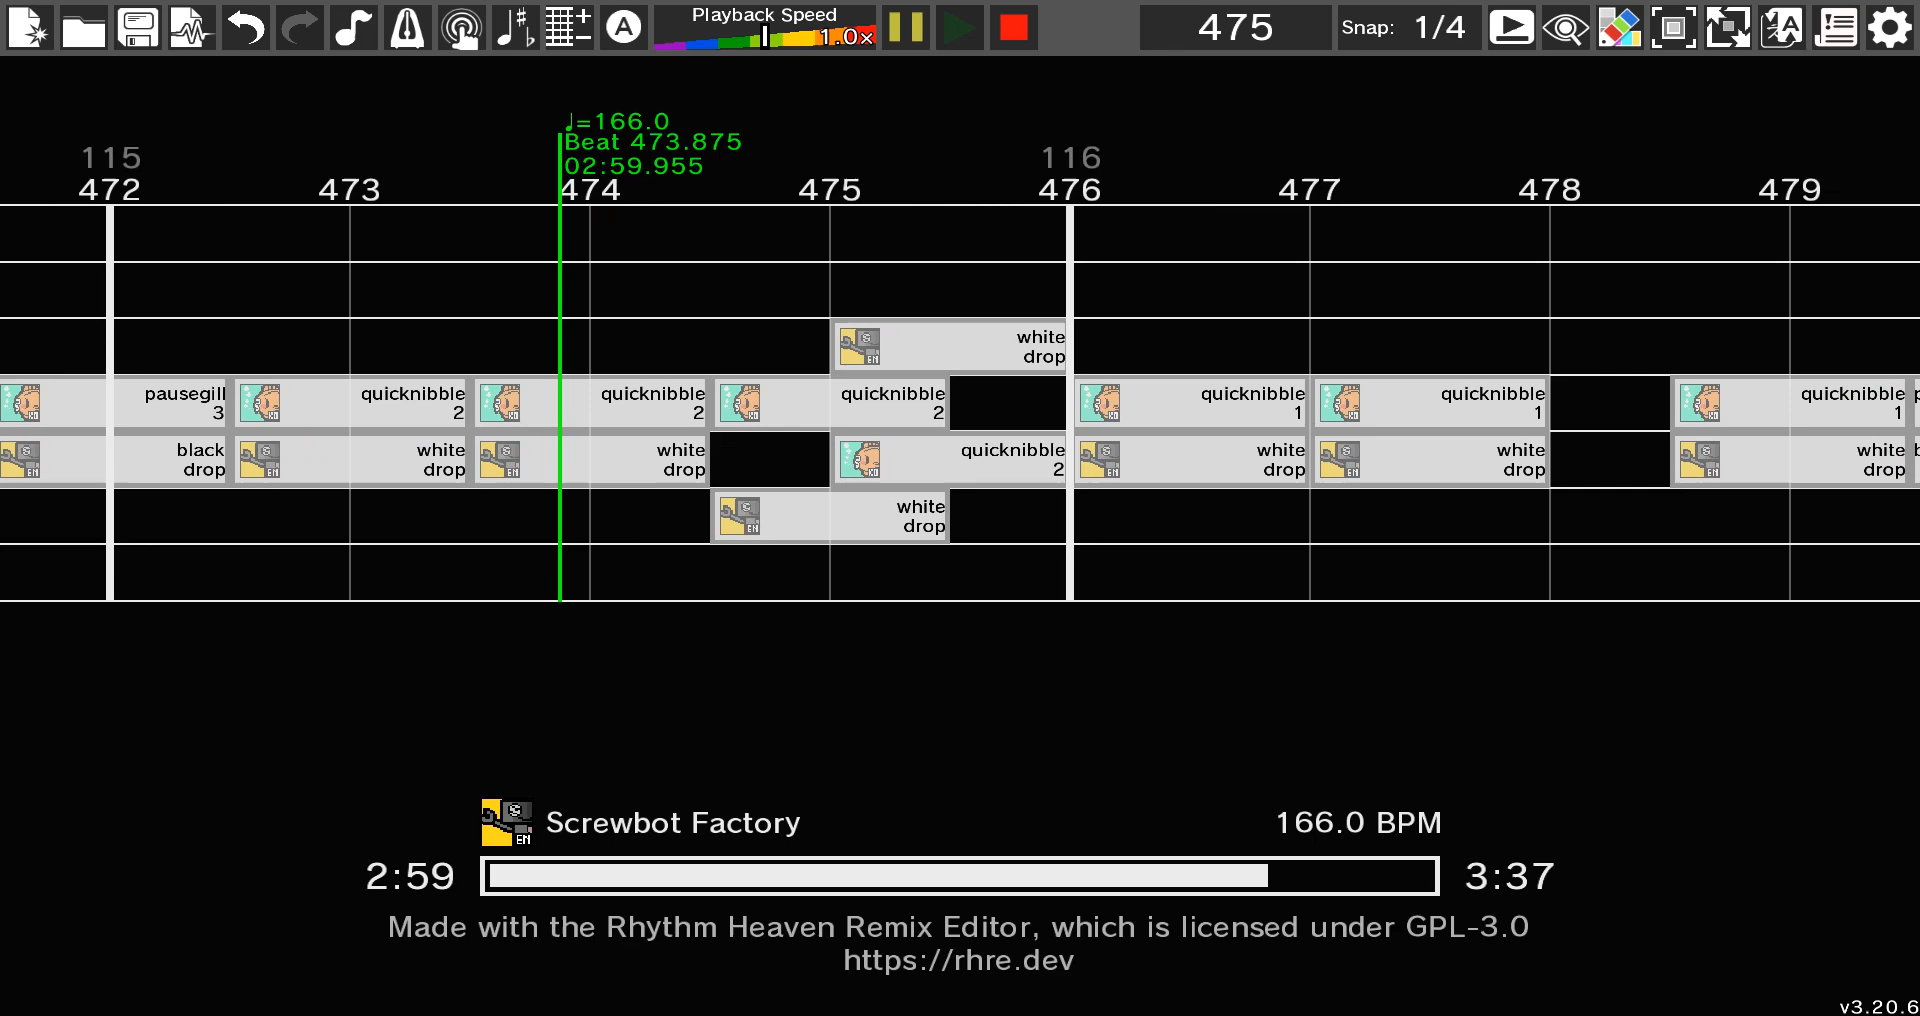 Playback Speed
1.0x
475
Snap: 1/4
♩=166.0
Beat 473.875
02:59.955
115
116
472 473 474 475 476 477 478 479
white
drop
pausegill
3
quicknibble
2
quicknibble
2
quicknibble
2
quicknibble
1
quicknibble
1
quicknibble
1
black
drop
white
drop
white
drop
quicknibble
2
white
drop
white
drop
white
drop
white
drop
Screwbot Factory
166.0 BPM
2:59
3:37
Made with the Rhythm Heaven Remix Editor, which is licensed under GPL-3.0
https://rhre.dev
v3.20.6